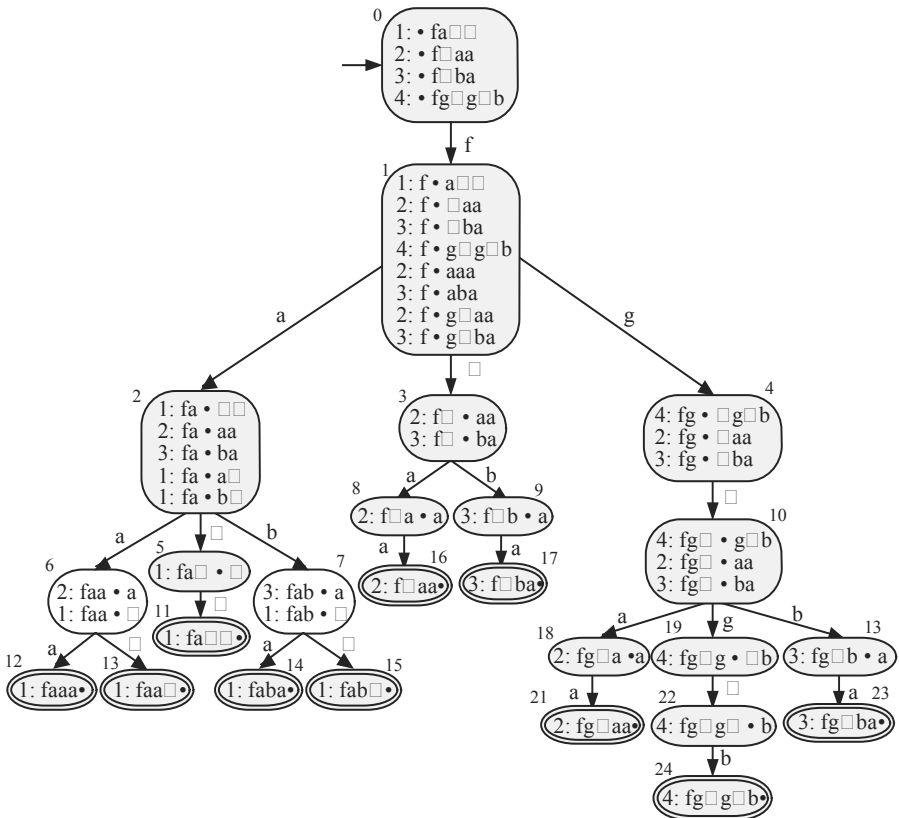 0
1: • fa□□
2: • f□aa
3: • f□ba
4: • fg□g□b
f
1
1: f • a□□
2: f • □aa
3: f • □ba
4: f • g□g□b
2: f • aaa
3: f • aba
2: f • g□aa
3: f • g□ba
a
□
g
2
1: fa • □□
2: fa • aa
3: fa • ba
1: fa • a□
1: fa • b□
3
2: f□ • aa
3: f□ • ba
4
4: fg • □g□b
2: fg • □aa
3: fg • □ba
a
□
b
a
b
□
6
2: faa • a
1: faa • □
5
1: fa□ • □
7
3: fab • a
1: fab • □
8
2: f□a • a
9
3: f□b • a
10
4: fg□ • g□b
2: fg□ • aa
3: fg□ • ba
a
□
□
a
□
a
a
a
g
b
12
1: faaa•
13
1: faa□•
11
1: fa□□•
14
1: faba•
15
1: fab□•
16
2: f□aa•
17
3: f□ba•
18
2: fg□a •a
19
4: fg□g • □b
13
3: fg□b • a
a
□
a
21
2: fg□aa•
22
4: fg□g□ • b
23
3: fg□ba•
b
24
4: fg□g□b•